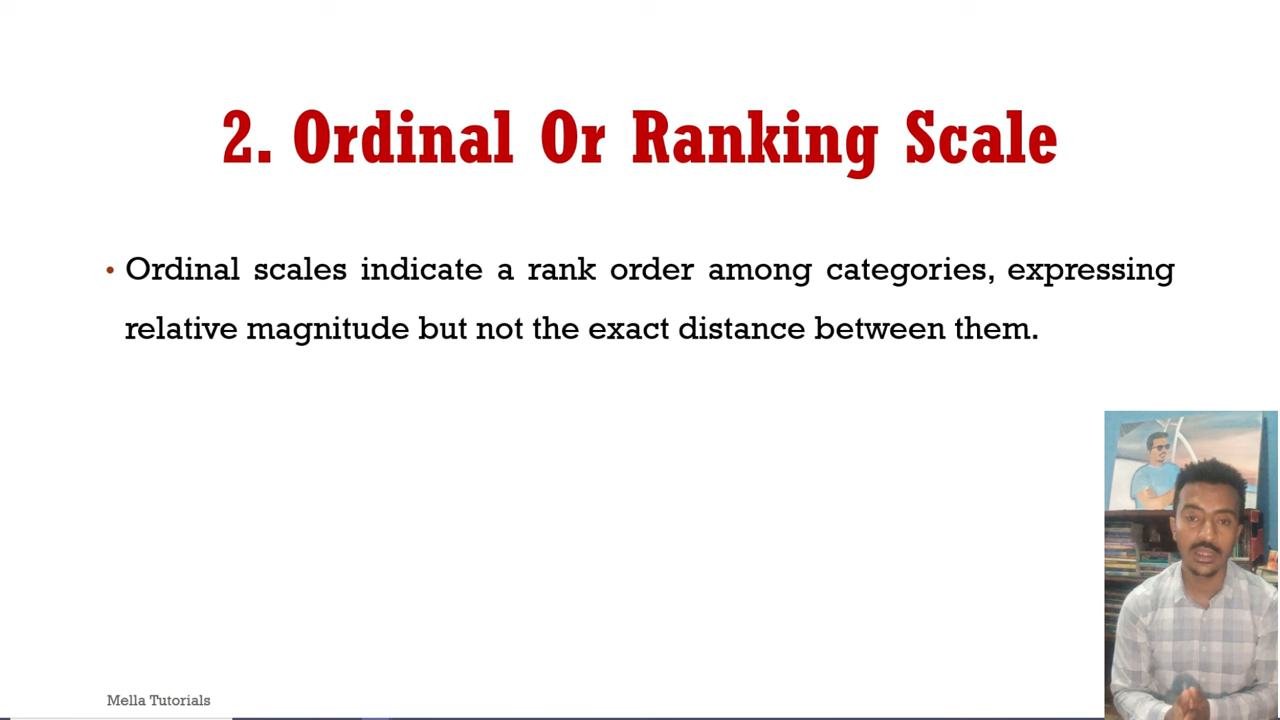 2. Ordinal Or Ranking Scale
• Ordinal scales indicate a rank order among categories, expressing
relative magnitude but not the exact distance between them.
Mella Tutorials